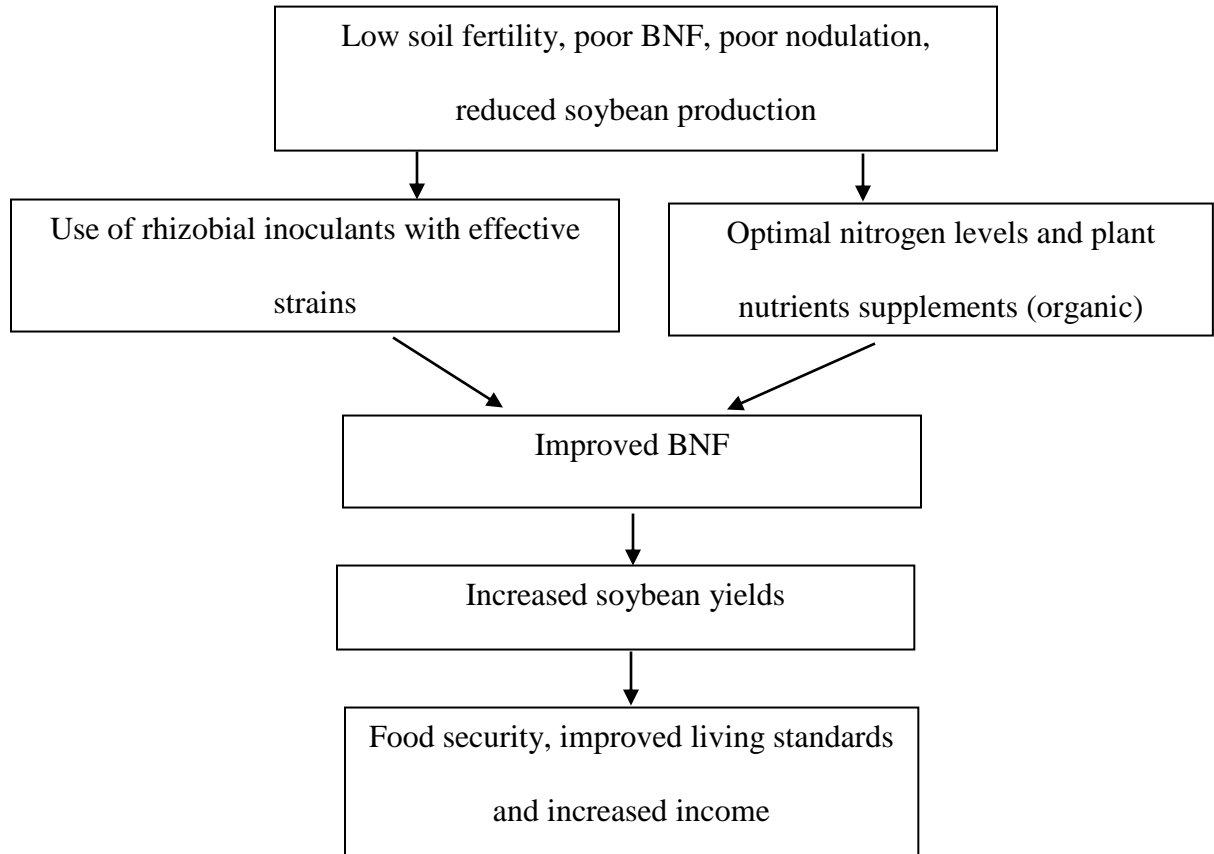 Low soil fertility, poor BNF, poor nodulation,
reduced soybean production
Use of rhizobial inoculants with effective
strains
Optimal nitrogen levels and plant
nutrients supplements (organic)
Improved BNF
Increased soybean yields
Food security, improved living standards
and increased income